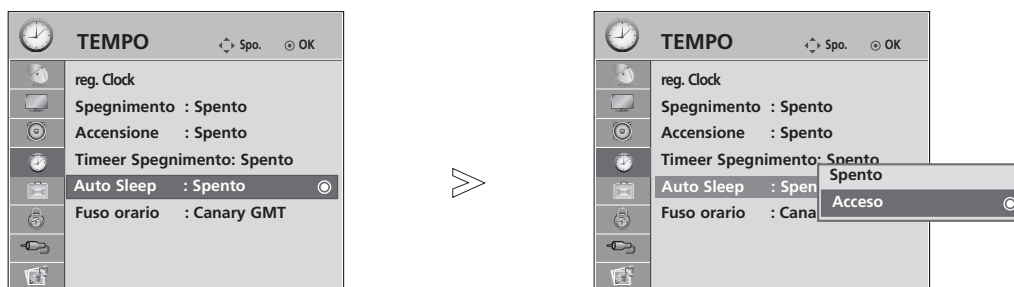 TEMPO Spo. OK
reg. Clock
Spegnimento : Spento
Accensione : Spento
Timeer Spegnimento: Spento
Auto Sleep : Spento
Fuso orario : Canary GMT
TEMPO Spo. OK
reg. Clock
Spegnimento : Spento
Accensione : Spento
Timeer Spegnimento: Spento
Auto Sleep : Spen
Fuso orario : Cana
Spento
Acceso